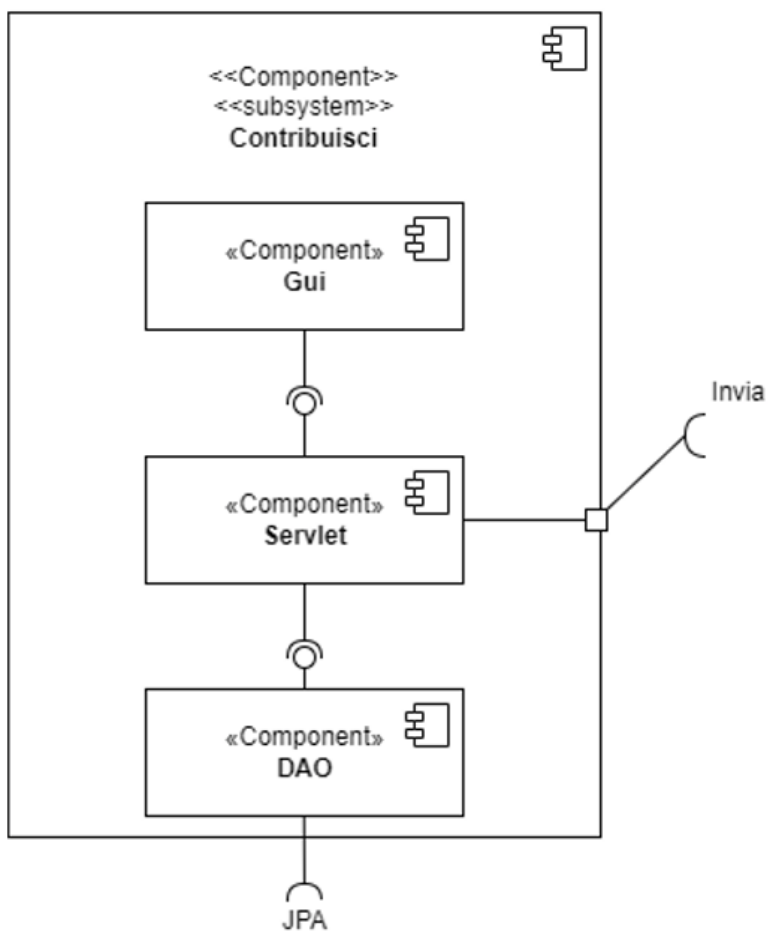 <<Component>>
<<subsystem>>
Contribuisci
«Component»
Gui
Invia
«Component»
Servlet
«Component»
DAO
JPA